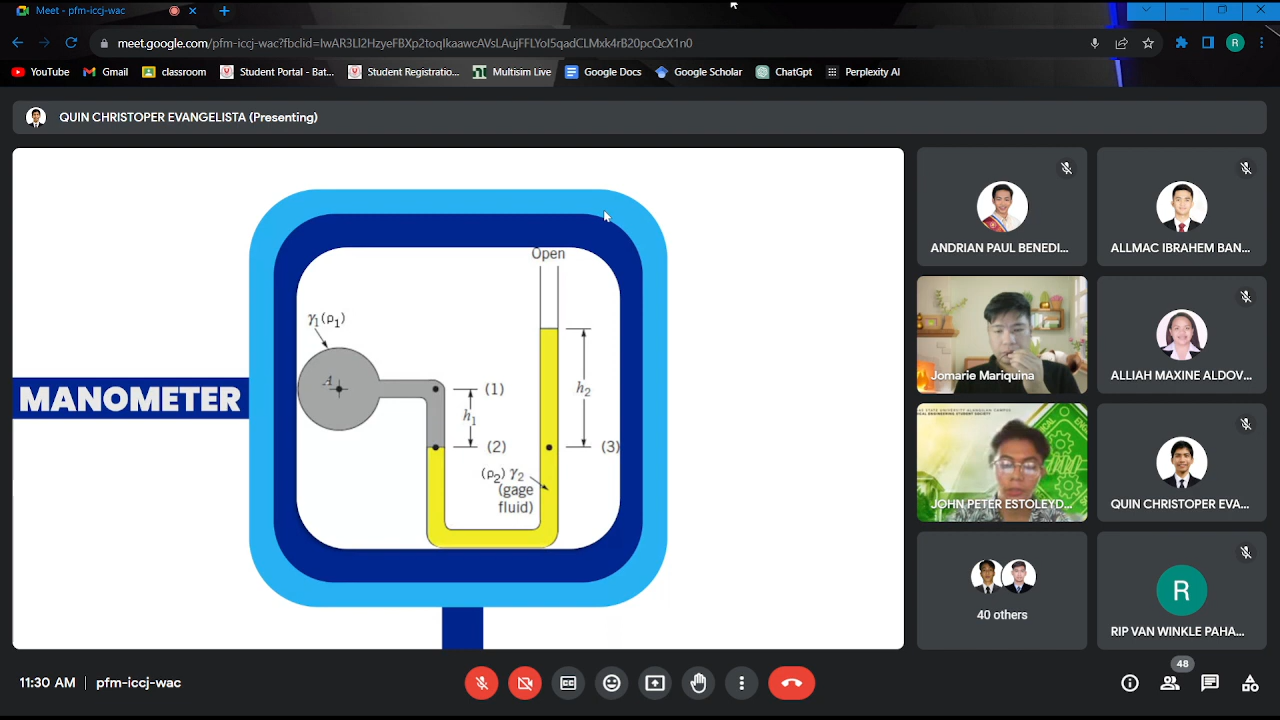 Meet - pfm-iccj-wac
meet.google.com/pfm-iccj-wac?fbclid=IwAR3Ll2HzyeFBXp2toqIkaawcAVsLAujFFLYoI5qadCLMxk4rB20pcQcX1n0
R
YouTube Gmail classroom Student Portal - Bat... Student Registratio... Multisim Live Google Docs Google Scholar ChatGpt Perplexity AI
QUIN CHRISTOPER EVANGELISTA (Presenting)
MANOMETER
Open
γ1(ρ1)
A
(1)
h1
h2
(2)
(3)
(ρ2) γ2
(gage
fluid)
ANDRIAN PAUL BENEDI...
ALLMAC IBRAHEM BAN...
Jomarie Mariquina
ALLIAH MAXINE ALDOV...
JOHN PETER ESTOLEYD...
QUIN CHRISTOPER EVA...
40 others
R
RIP VAN WINKLE PAHA...
11:30 AM | pfm-iccj-wac
48